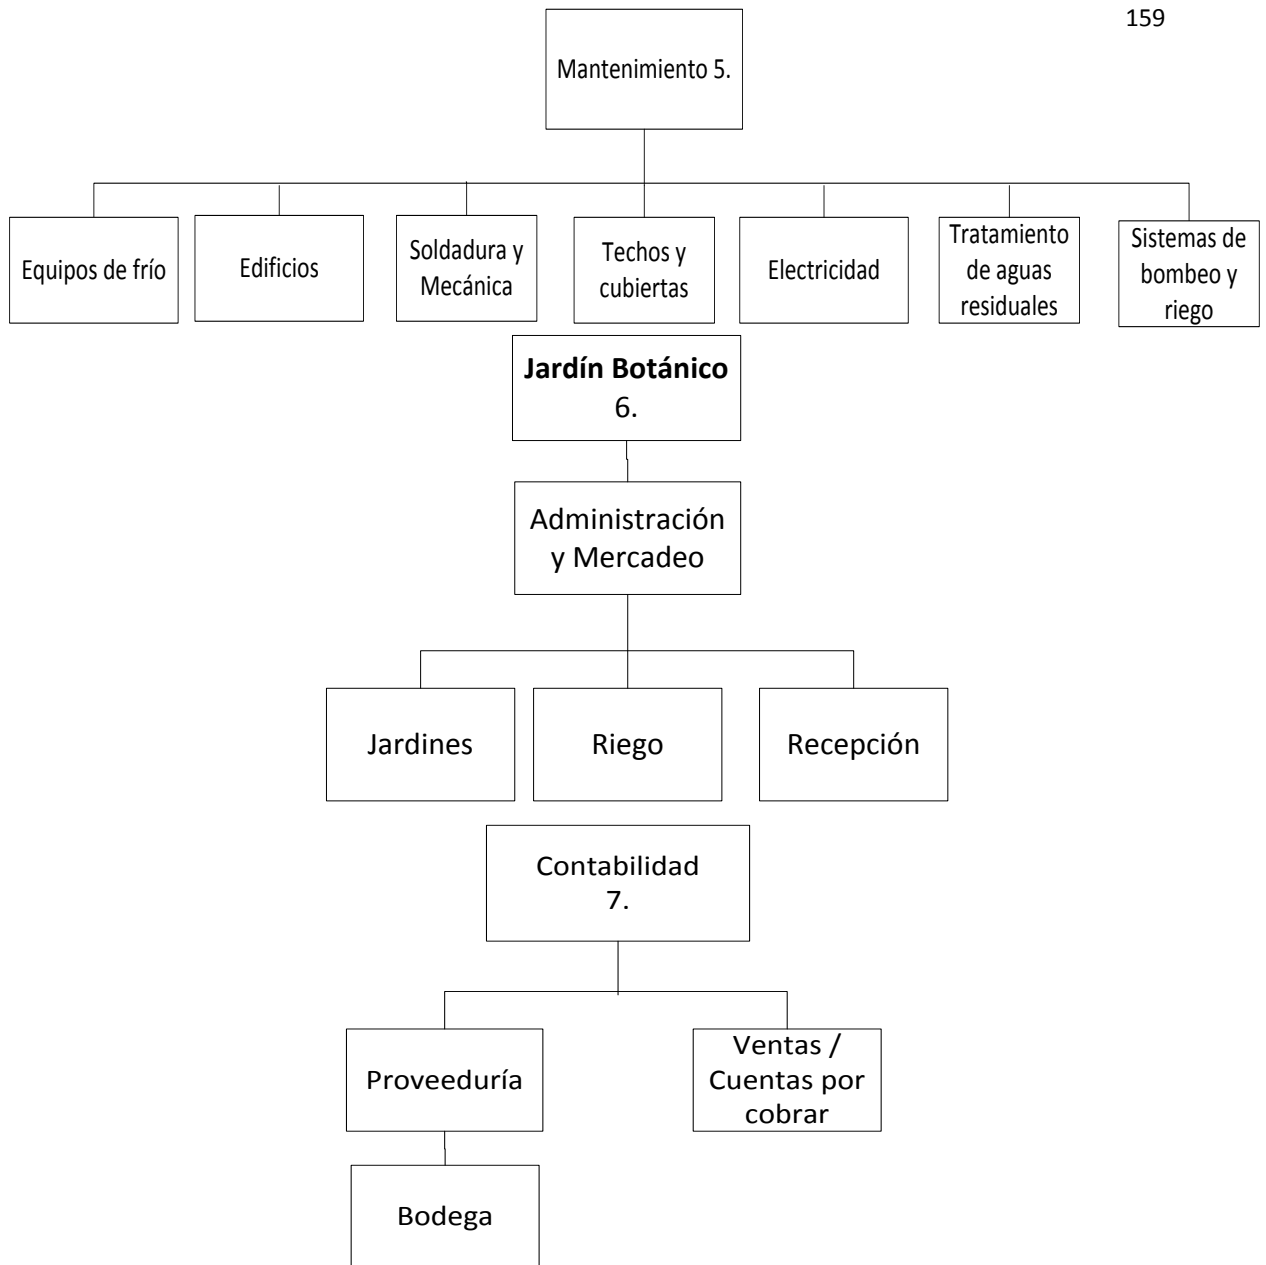 159
Mantenimiento 5.
Equipos de frío
Edificios
Soldadura y
Mecánica
Techos y
cubiertas
Electricidad
Tratamiento
de aguas
residuales
Sistemas de
bombeo y
riego
Jardín Botánico
6.
Administración
y Mercadeo
Jardines
Riego
Recepción
Contabilidad
7.
Proveeduría
Ventas /
Cuentas por
cobrar
Bodega